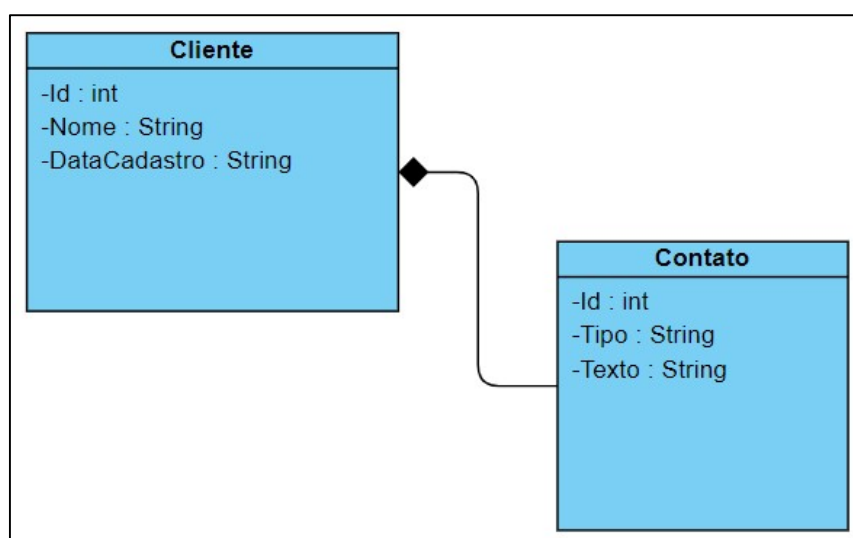 Cliente
-Id : int
-Nome : String
-DataCadastro : String
Contato
-Id : int
-Tipo : String
-Texto : String